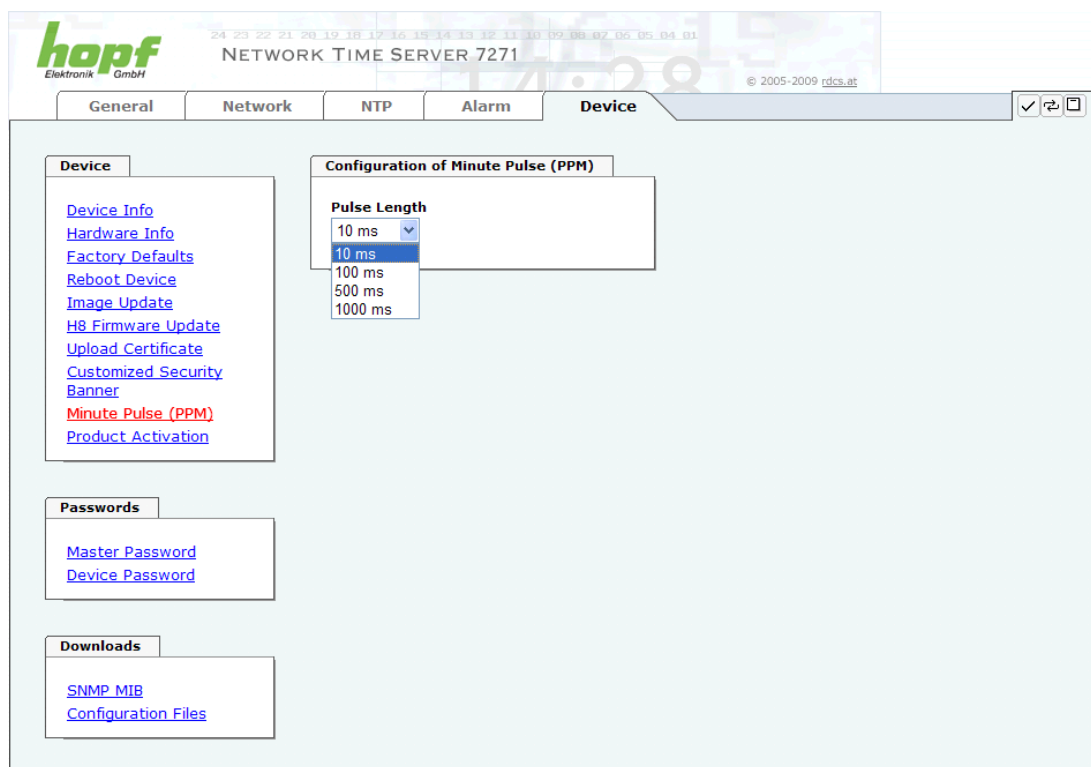 hopf
Elektronik GmbH
24 23 22 21 20 19 18 17 16 15 14 13 12 11 10 09 08 07 06 05 04 01
NETWORK TIME SERVER 7271
14:28
© 2005-2009 rdcs.at
General Network NTP Alarm Device
Device
Device Info
Hardware Info
Factory Defaults
Reboot Device
Image Update
H8 Firmware Update
Upload Certificate
Customized Security
Banner
Minute Pulse (PPM)
Product Activation
Configuration of Minute Pulse (PPM)
Pulse Length
10 ms
10 ms
100 ms
500 ms
1000 ms
Passwords
Master Password
Device Password
Downloads
SNMP MIB
Configuration Files